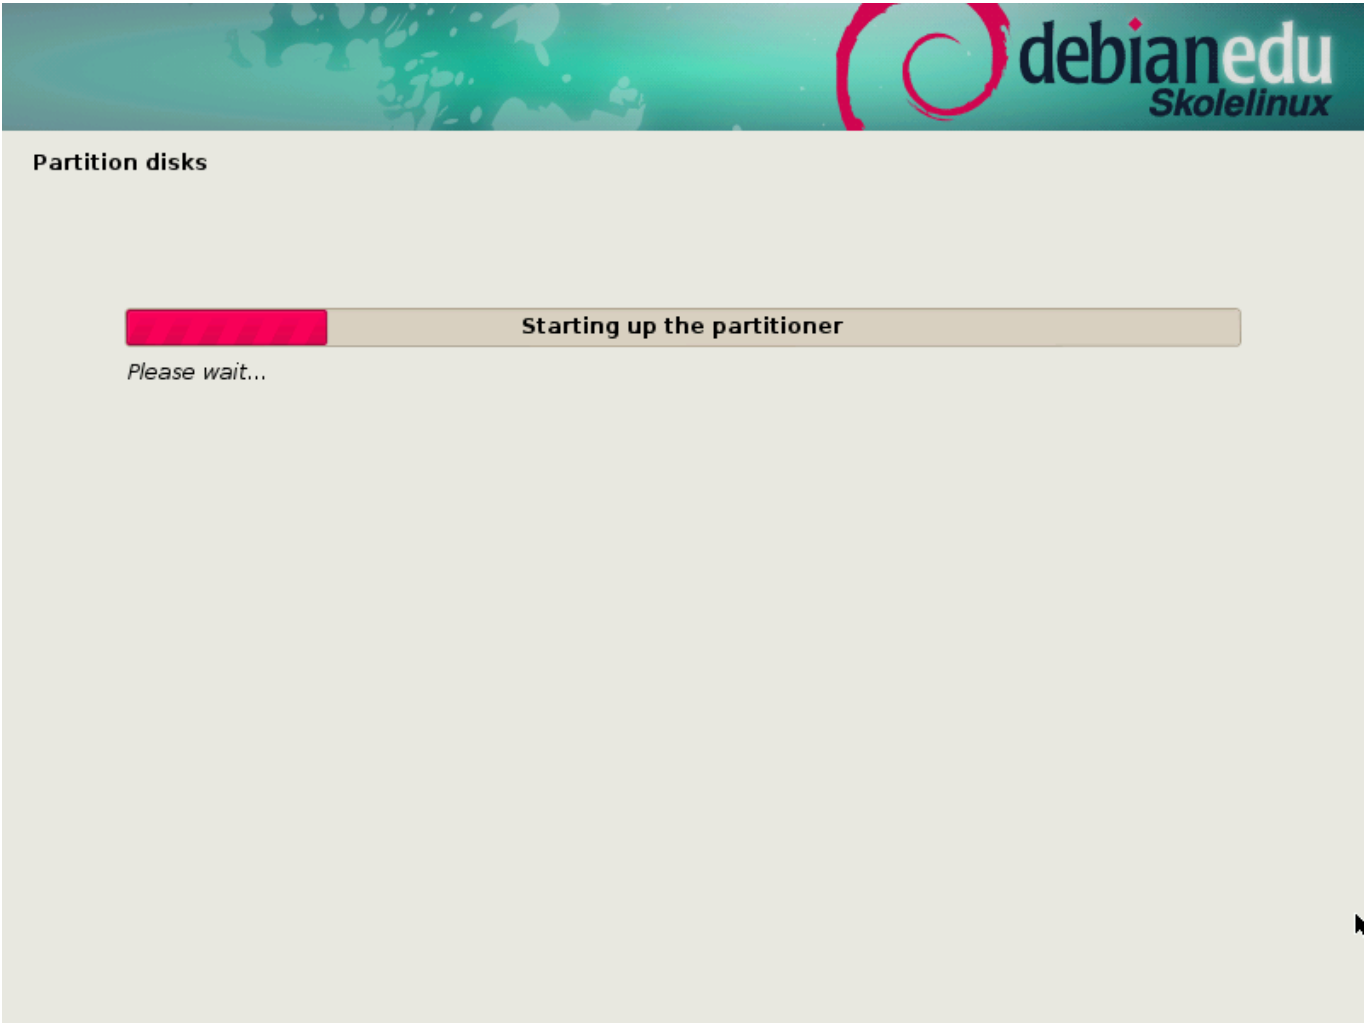 debianedu
Skolelinux
Partition disks
Starting up the partitioner
Please wait...